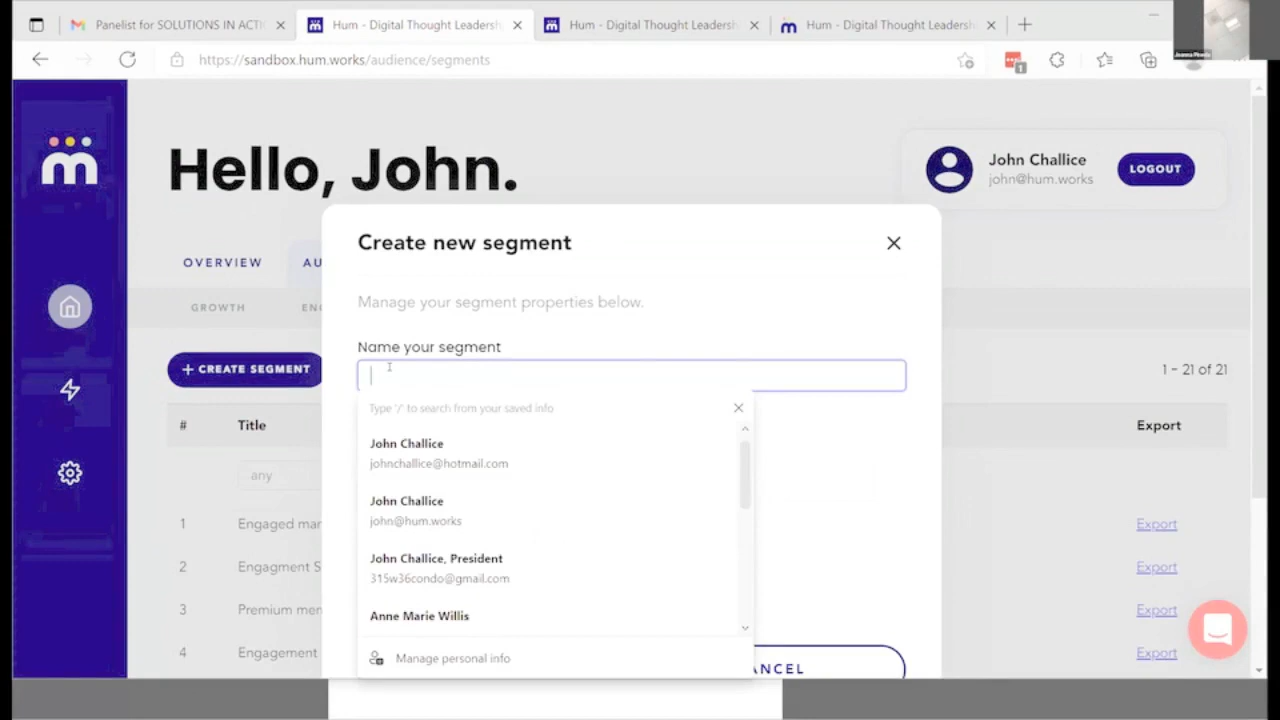 Panelist for SOLUTIONS IN ACTI
Hum - Digital Thought Leadersh
Hum - Digital Thought Leadersh
Hum - Digital Thought Leadersh
https://sandbox.hum.works/audience/segments
1
Hello, John.
John Challice
john@hum.works
LOGOUT
Create new segment
OVERVIEW
AU
Manage your segment properties below.
GROWTH
EN
Name your segment
+ CREATE SEGMENT
1 - 21 of 21
Type '/' to search from your saved info
# Title Export
John Challice
johnchallice@hotmail.com
any
John Challice
john@hum.works
1 Engaged mar Export
John Challice, President
315w36condo@gmail.com
2 Engagment S Export
Anne Marie Willis
3 Premium mem Export
4 Engagement Export
Manage personal info
ANCEL